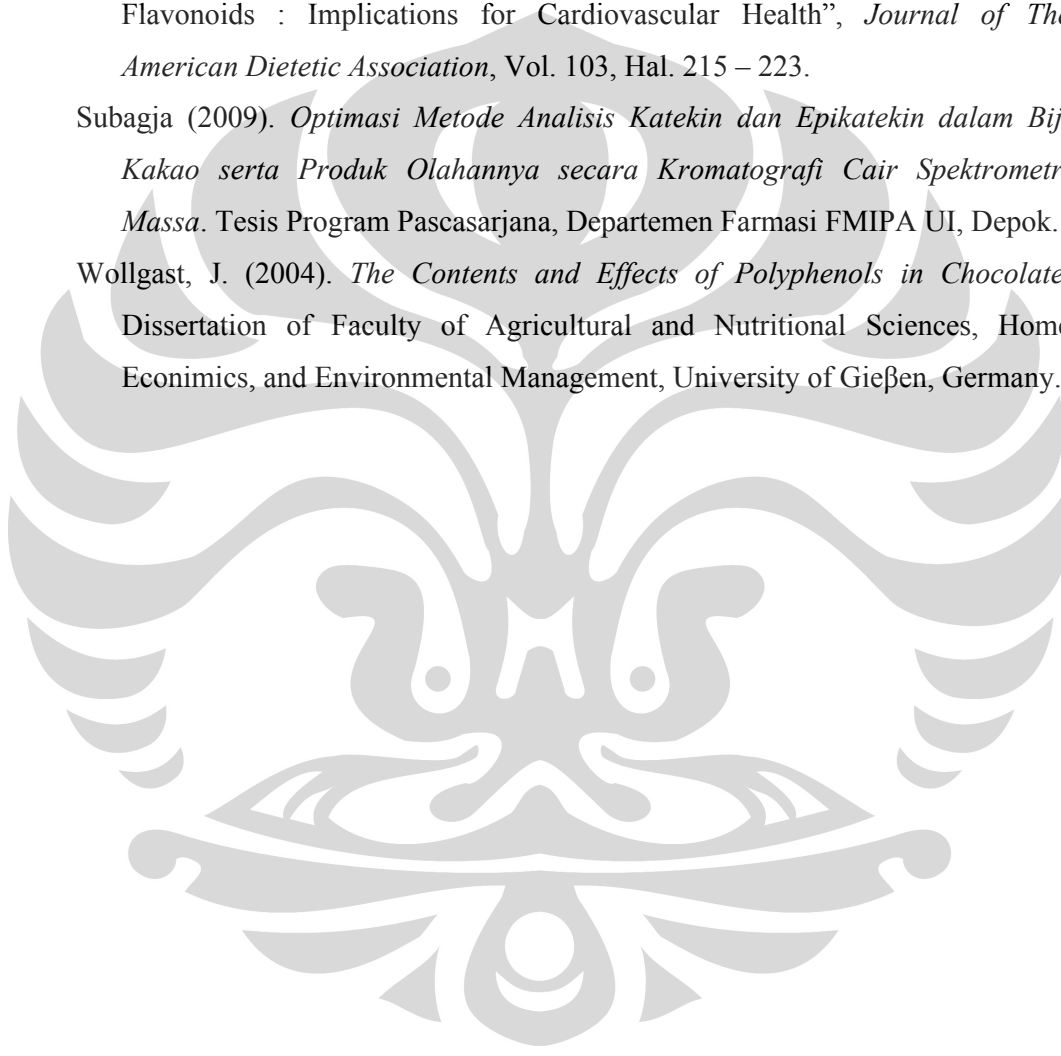 Flavonoids : Implications for Cardiovascular Health”, Journal of The
American Dietetic Association, Vol. 103, Hal. 215 – 223.
Subagja (2009). Optimasi Metode Analisis Katekin dan Epikatekin dalam Bij
Kakao serta Produk Olahannya secara Kromatografi Cair Spektrometr
Massa. Tesis Program Pascasarjana, Departemen Farmasi FMIPA UI, Depok.
Wollgast, J. (2004). The Contents and Effects of Polyphenols in Chocolate
Dissertation of Faculty of Agricultural and Nutritional Sciences, Home
Econimics, and Environmental Management, University of Gieβen, Germany.